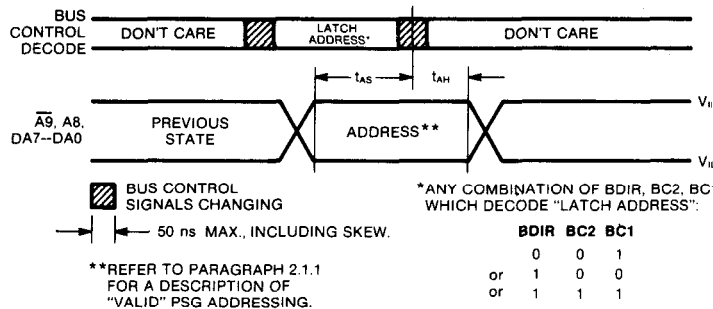 BUS
CONTROL
DECODE
DON'T CARE
LATCH
ADDRESS*
DON'T CARE
tAS
tAH
A9, A8,
DA7--DA0
PREVIOUS
STATE
ADDRESS**
BUS CONTROL
SIGNALS CHANGING
50 ns MAX., INCLUDING SKEW.
**REFER TO PARAGRAPH 2.1.1
FOR A DESCRIPTION OF
"VALID" PSG ADDRESSING.
*ANY COMBINATION OF BDIR, BC2,
WHICH DECODE "LATCH ADDRESS":
BDIR BC2 BC1
0 0 1
or 1 0 0
or 1 1 1